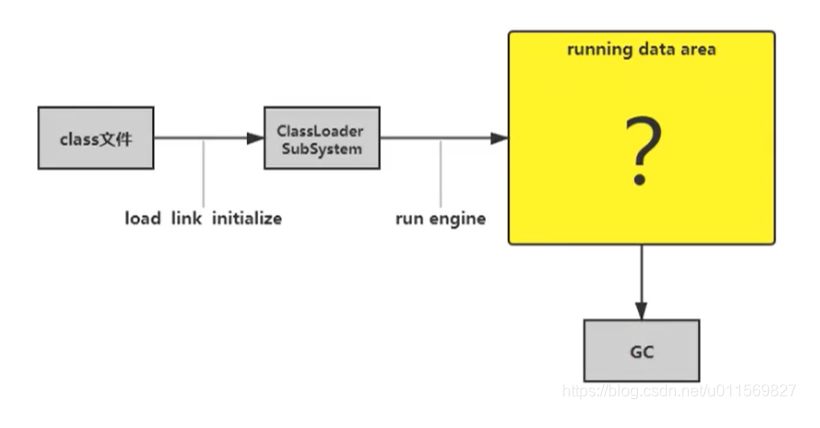 running data area
?
class文件
ClassLoader
SubSystem
load link initialize
run engine
GC
https://blog.csdn.net/u011569827